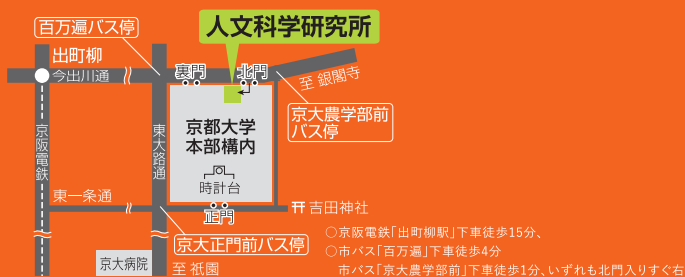 人文科学研究所
百万遍バス停
出町柳
今出川通
裏門
北門
至 銀閣寺
京大農学部前
バス停
京都大学
本部構内
京阪電鉄
東大路通
時計台
東一条通
正門
吉田神社
京大正門前バス停
京大病院
至 祇園
○京阪電鉄「出町柳駅」下車徒歩15分、
○市バス「百万遍」下車徒歩4分
市バス「京大農学部前」下車徒歩1分、いずれも北門入りすぐ右